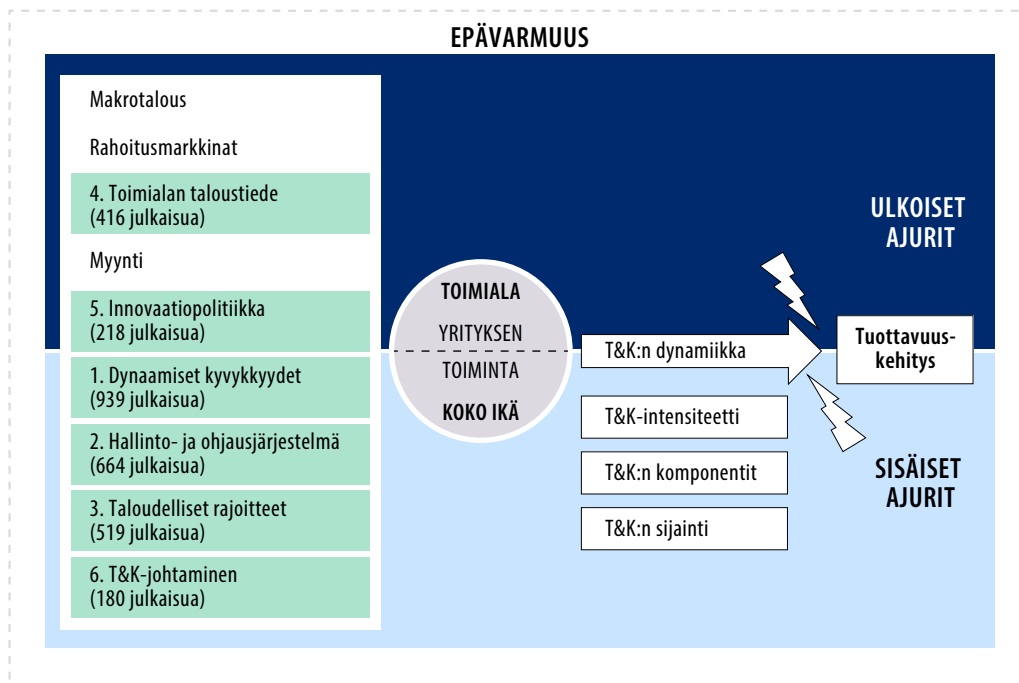 EPÄVARMUUS
Makrotalous
Rahoitusmarkkinat
4. Toimialan taloustiede
(416 julkaisua)
Myynti
5. Innovaatiopolitiikka
(218 julkaisua)
1. Dynaamiset kyvykkyydet
(939 julkaisua)
2. Hallinto- ja ohjausjärjestelmä
(664 julkaisua)
3. Taloudelliset rajoitteet
(519 julkaisua)
6. T&K-johtaminen
(180 julkaisua)
TOIMIALA
YRITYKSEN
TOIMINTA
KOKO IKÄ
T&K:n dynamiikka
T&K-intensiteetti
T&K:n komponentit
T&K:n sijainti
ULKOISET
AJURIT
Tuottavuus-
kehitys
SISÄISET
AJURIT